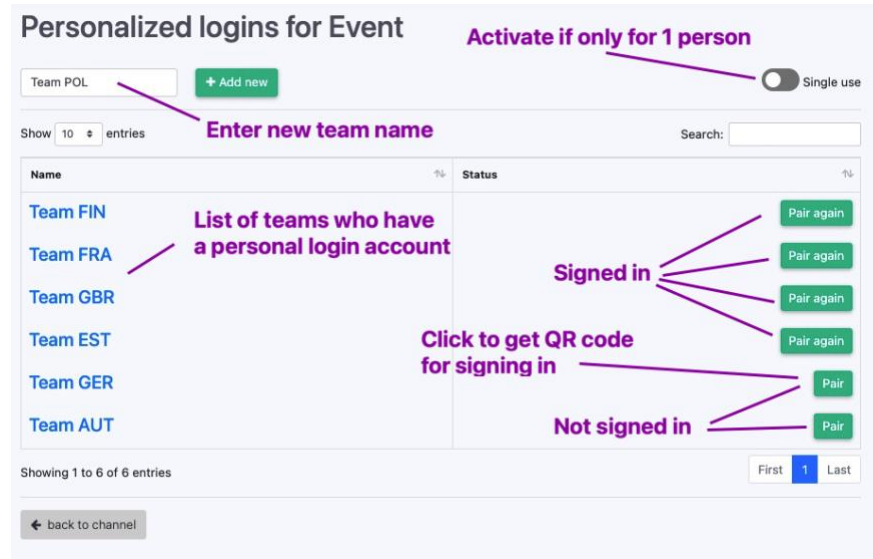 Personalized logins for Event
Activate if only for 1 person
Team POL
+ Add new
Single use
Enter new team name
Show 10 entries
Search:
Name
Status
Team FIN
Pair again
List of teams who have
a personal login account
Team FRA
Pair again
Signed in
Team GBR
Pair again
Team EST
Pair again
Click to get QR code
for signing in
Team GER
Pair
Team AUT
Not signed in
Pair
Showing 1 to 6 of 6 entries
First 1 Last
back to channel